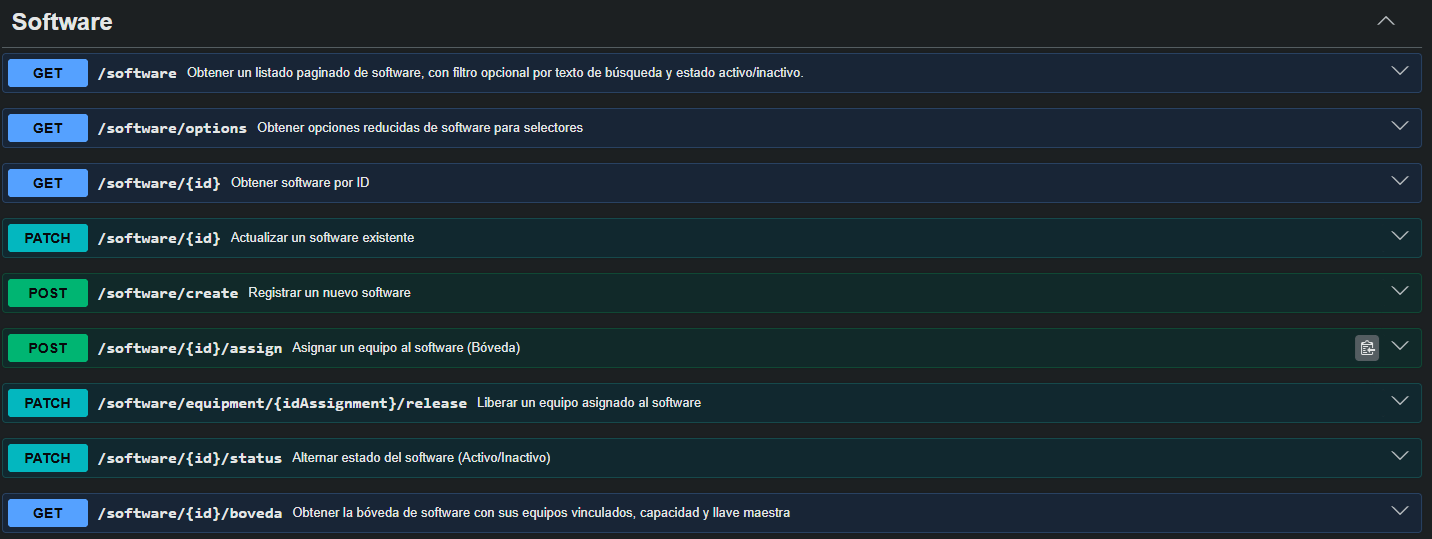 Software
GET /software Obtener un listado paginado de software, con filtro opcional por texto de búsqueda y estado activo/inactivo.
GET /software/options Obtener opciones reducidas de software para selectores
GET /software/{id} Obtener software por ID
PATCH /software/{id} Actualizar un software existente
POST /software/create Registrar un nuevo software
POST /software/{id}/assign Asignar un equipo al software (Bóveda)
PATCH /software/equipment/{idAssignment}/release Liberar un equipo asignado al software
PATCH /software/{id}/status Alternar estado del software (Activo/Inactivo)
GET /software/{id}/boveda Obtener la bóveda de software con sus equipos vinculados, capacidad y llave maestra